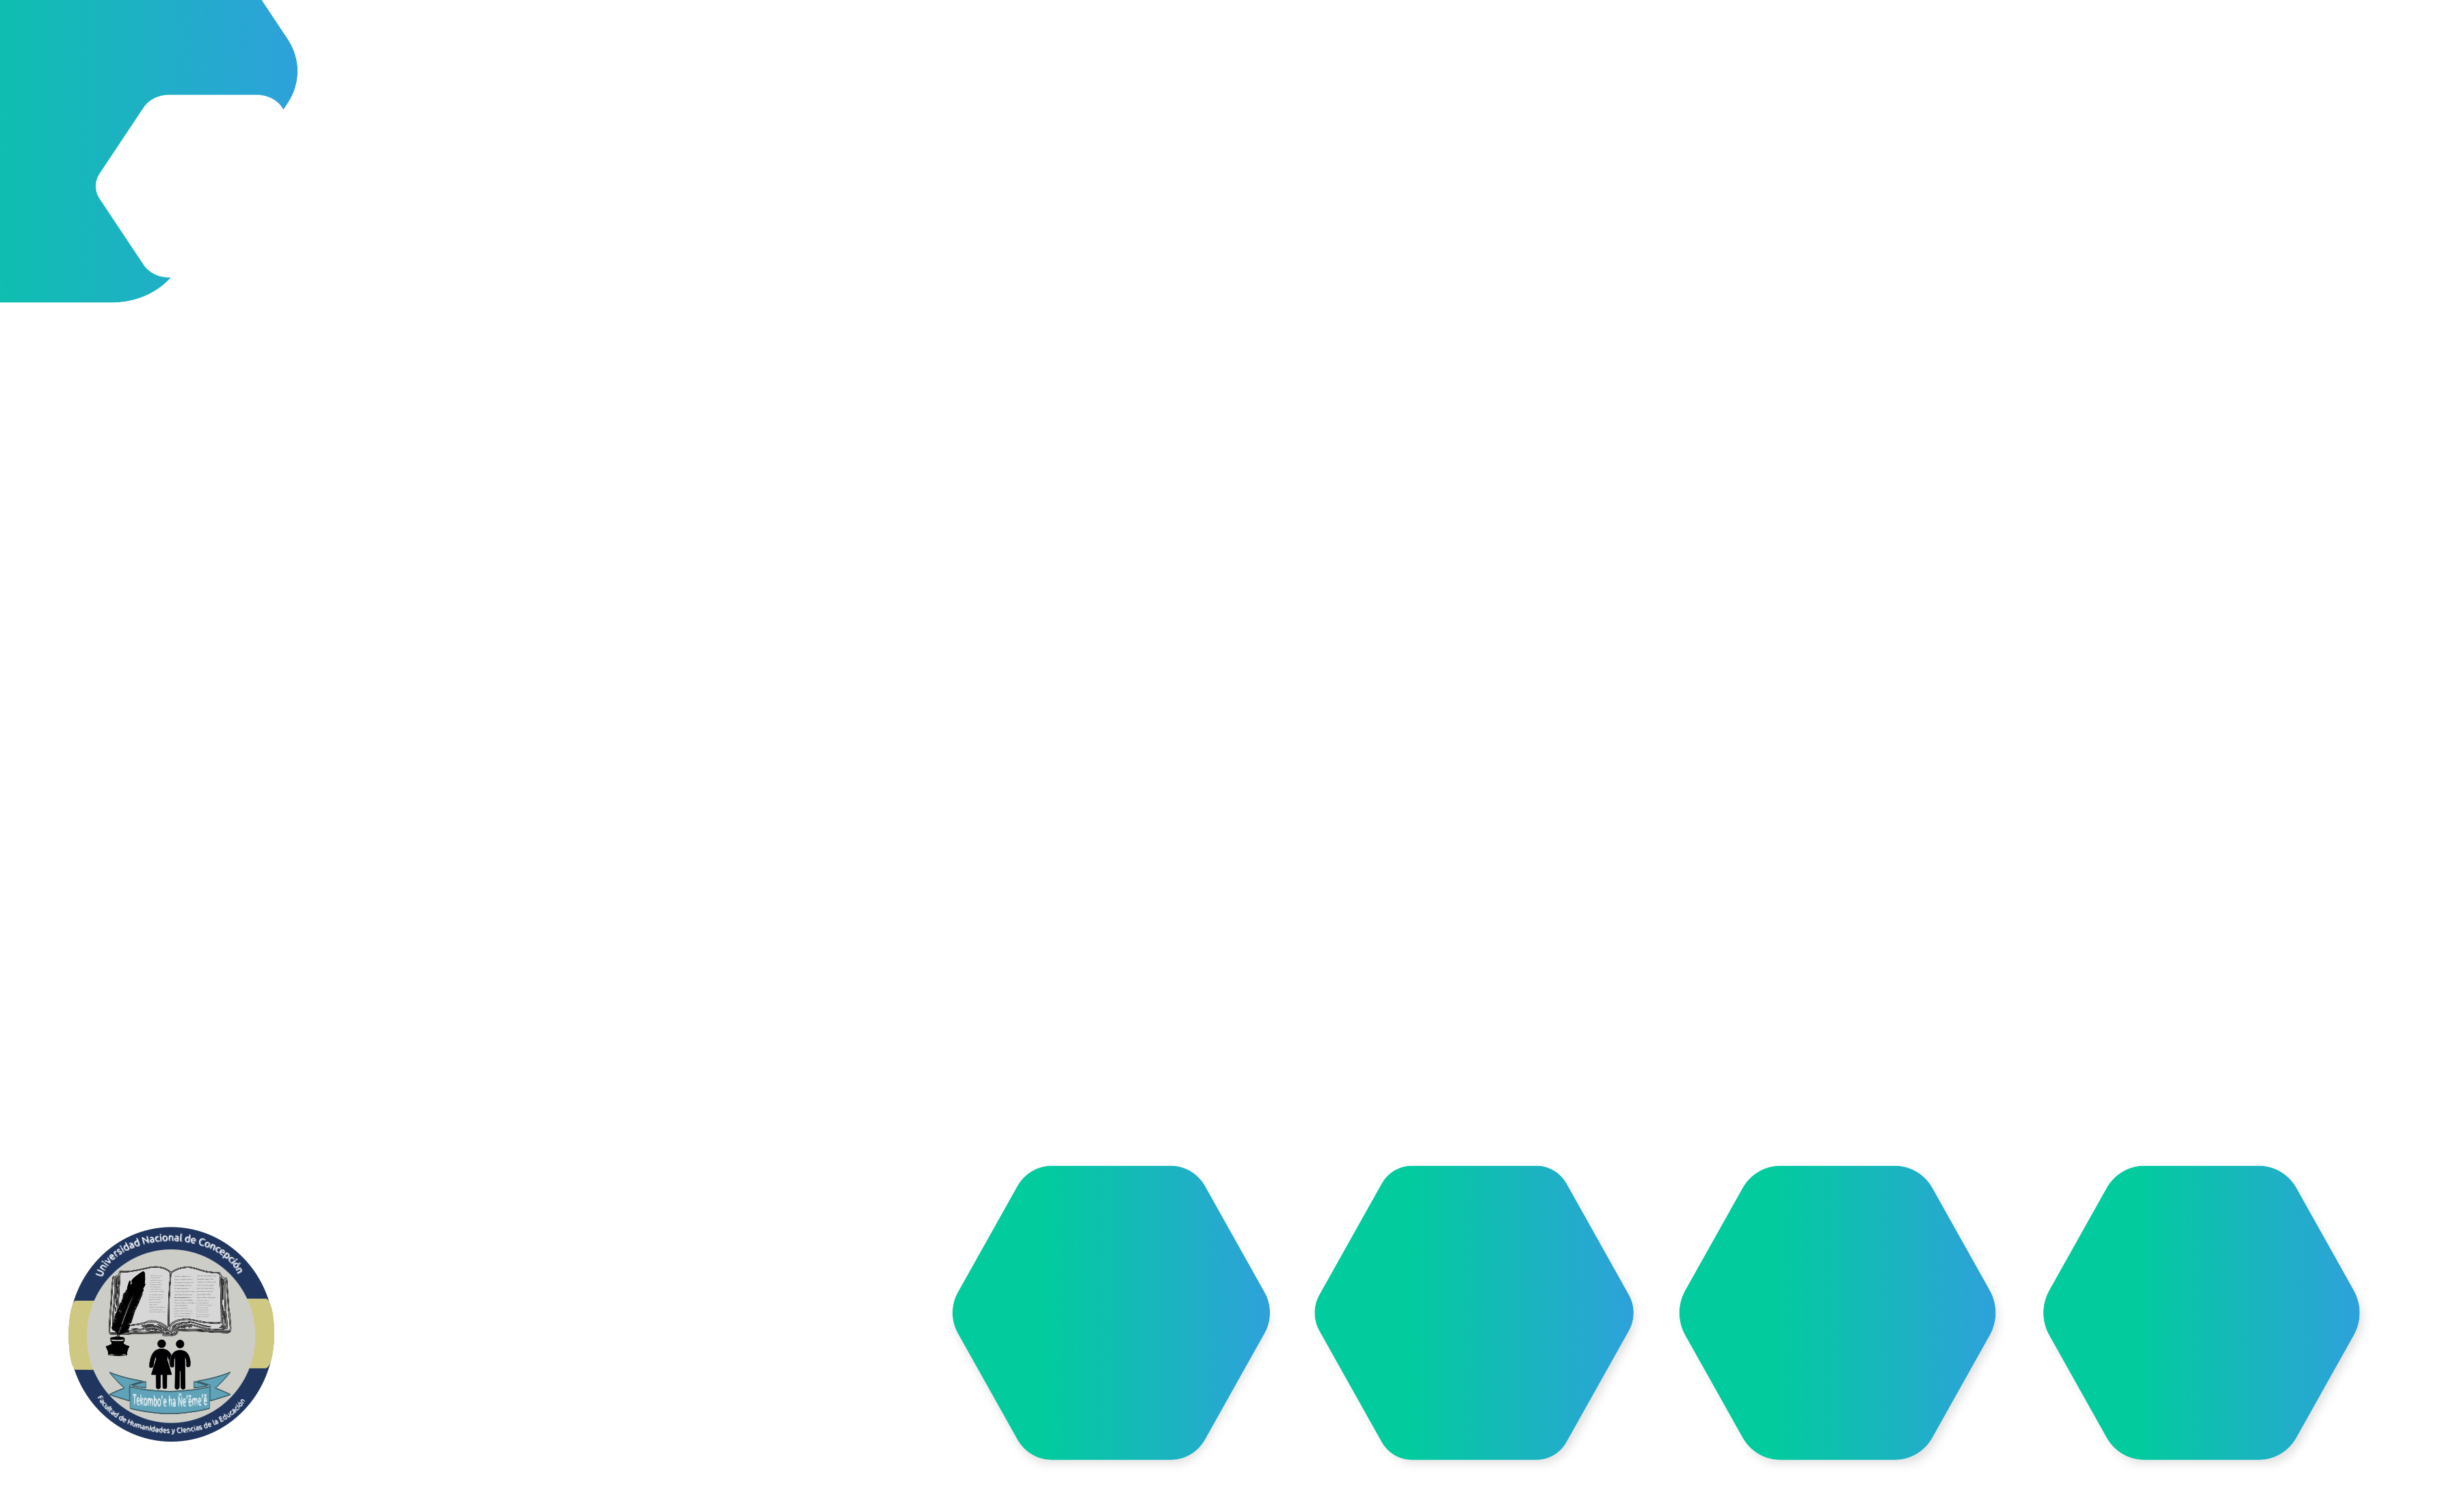 Universidad Nacional de Concepción
Tekombo'e ha Ñe'ẽme'ẽ
Facultad de Humanidades y Ciencias de la Educación